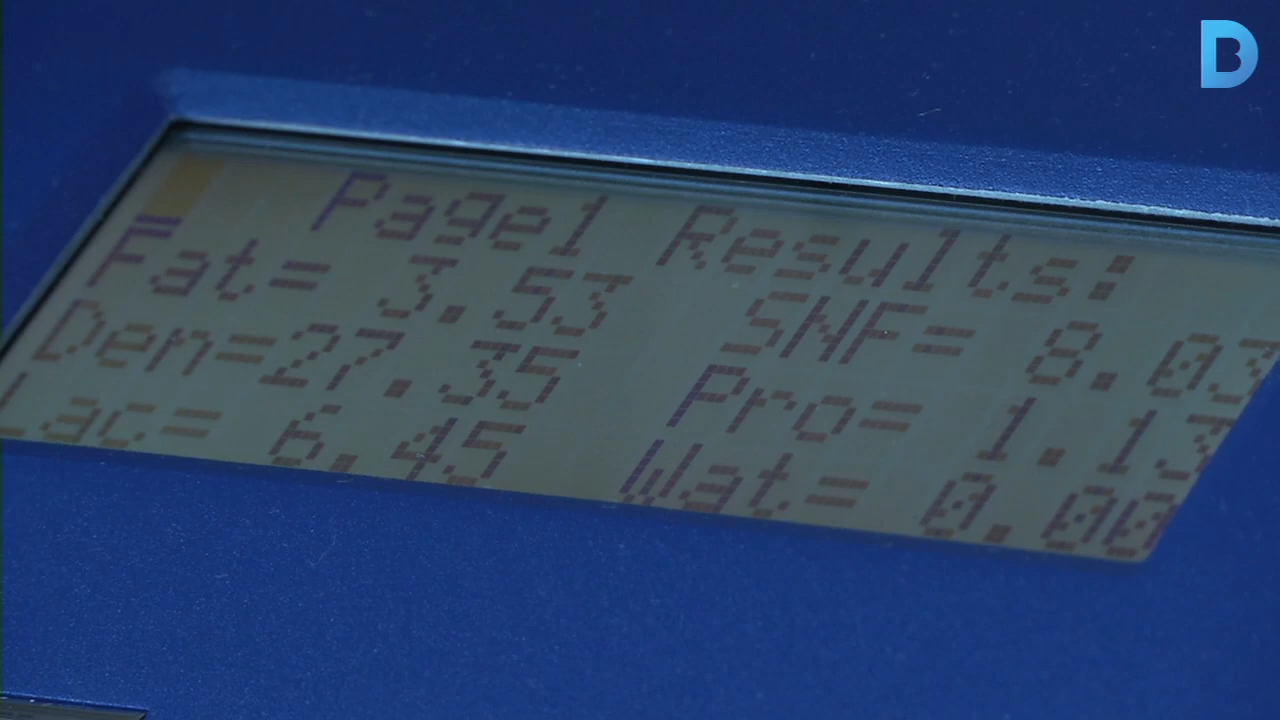 Page1 Results:
Fat= 3.53 SNF= 8.03
Den=27.35 Pro= 1.13
Lac= 6.45 Wat= 0.00